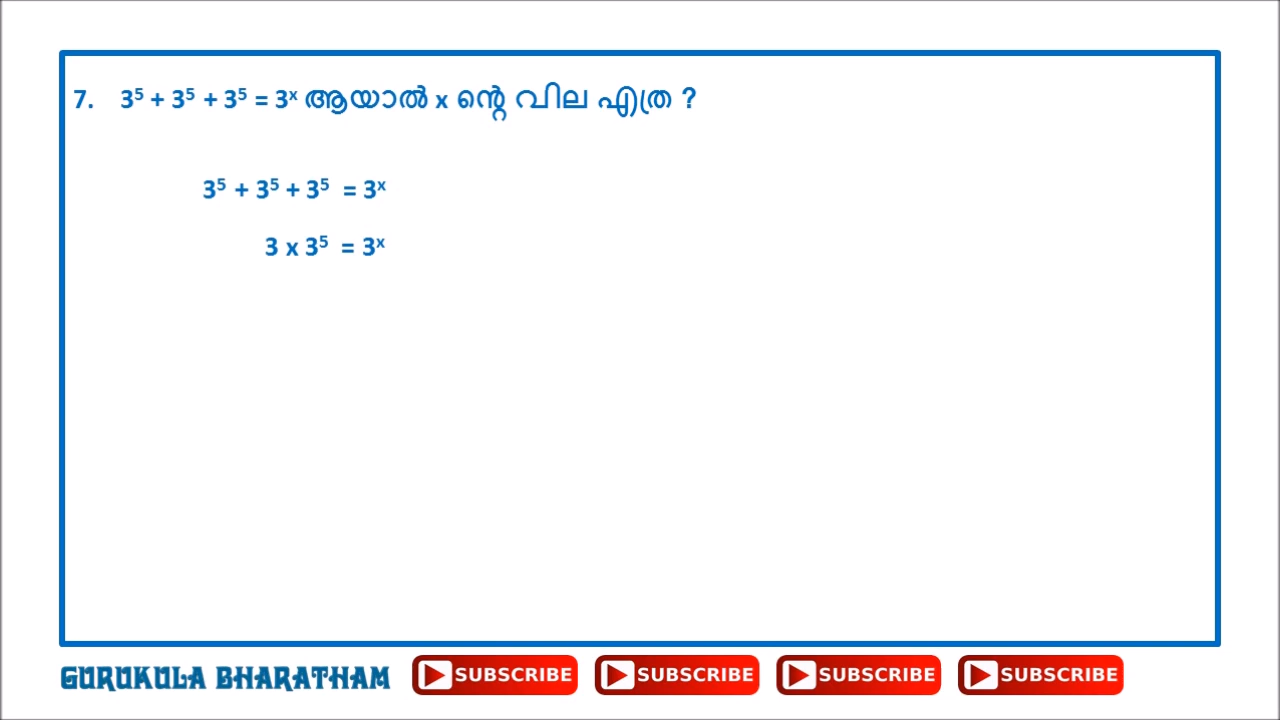 7. 3⁵ + 3⁵ + 3⁵ = 3ˣ ആയാൽ x ന്റെ വില എത്ര ?
3⁵ + 3⁵ + 3⁵ = 3ˣ
3 x 3⁵ = 3ˣ
GURUKULA BHARATHAM SUBSCRIBE SUBSCRIBE SUBSCRIBE SUBSCRIBE